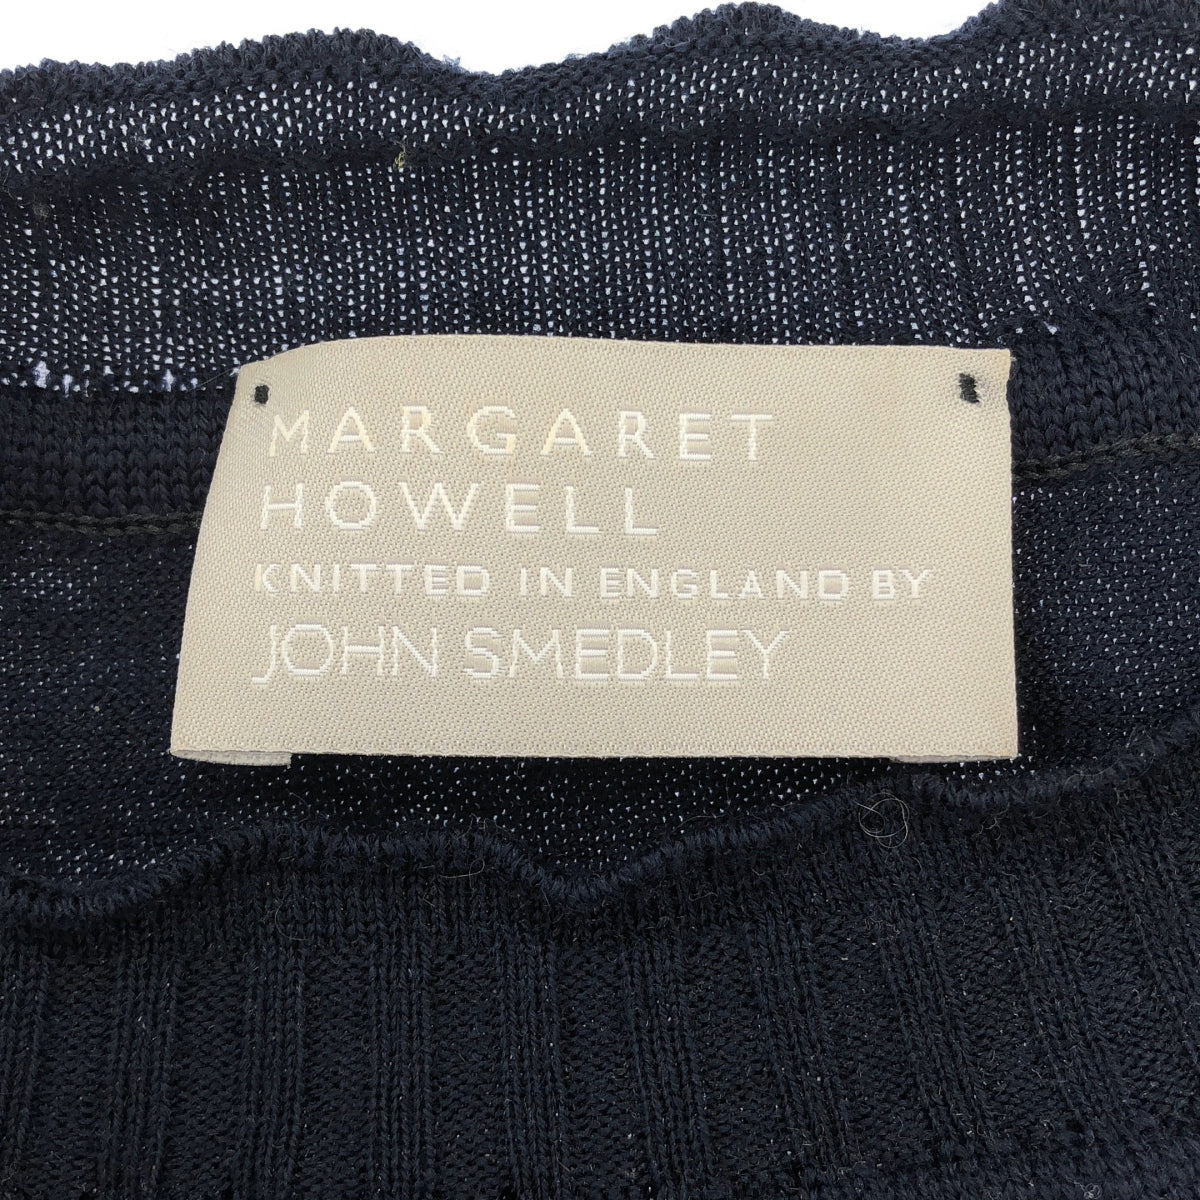 MARGARET
HOWELL
KNITTED IN ENGLAND BY
JOHN SMEDLEY